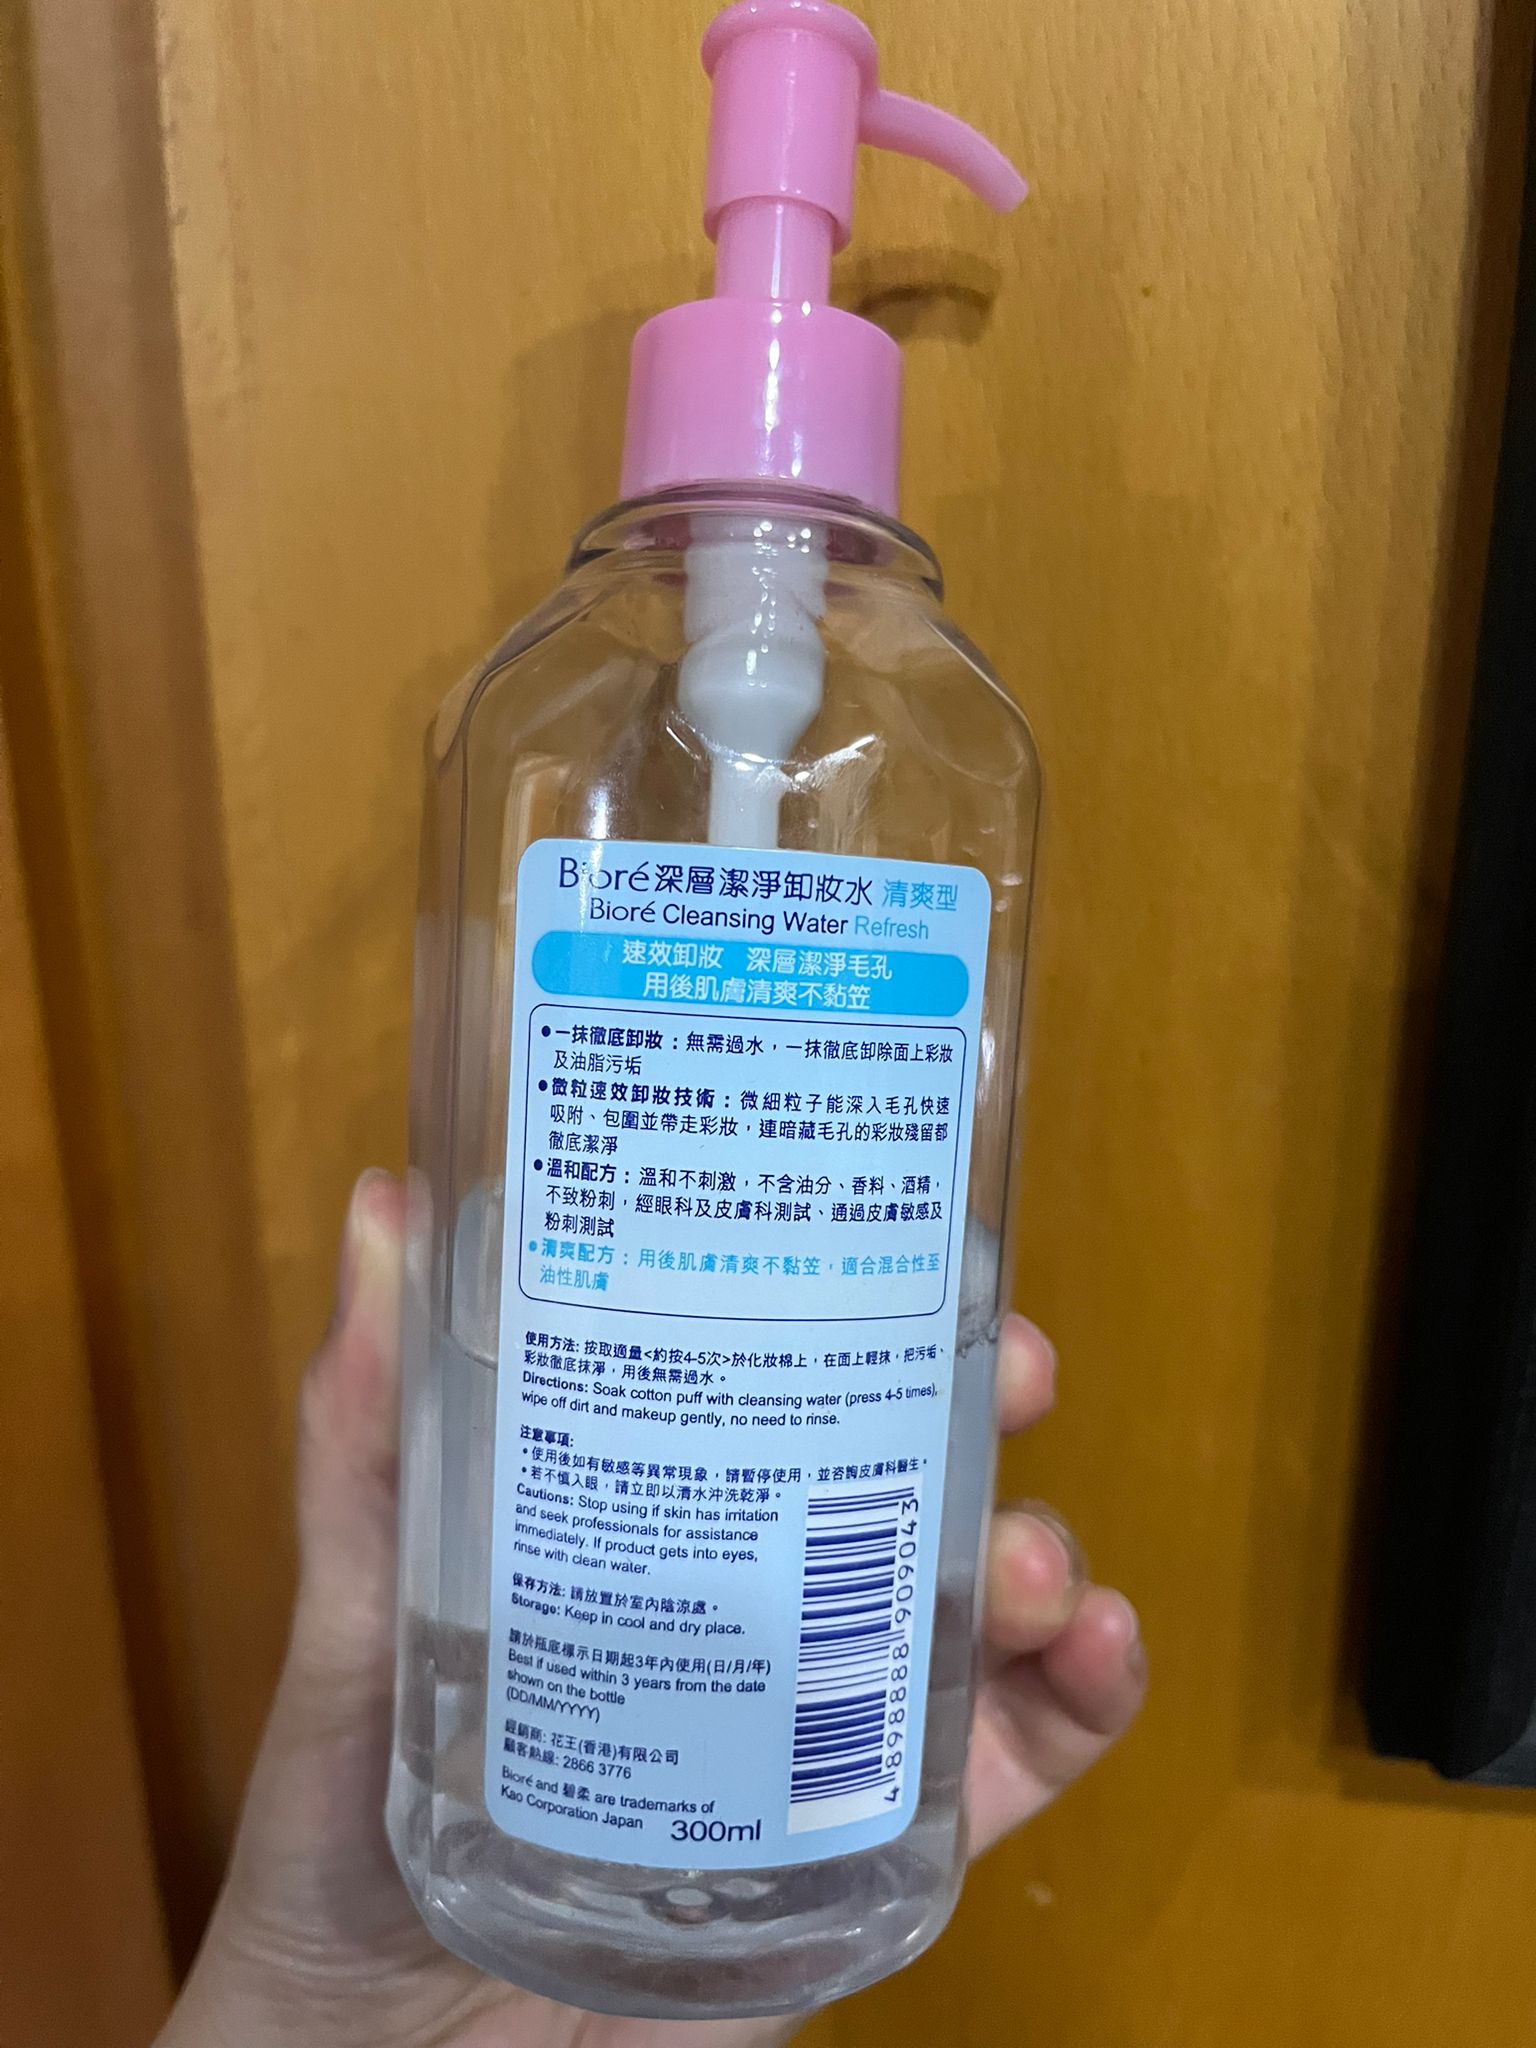 Bioré深層潔淨卸妝水 清爽型
Bioré Cleansing Water Refresh
速效卸妝 深層潔淨毛孔
用後肌膚清爽不黏笠
•一抹徹底卸妝：無需過水，一抹徹底卸除面上彩妝
及油脂污垢
•微粒速效卸妝技術：微細粒子能深入毛孔快速
吸附、包圍並帶走彩妝，連暗藏毛孔的彩妝殘留都
徹底潔淨
•溫和配方：溫和不刺激，不含油分、香料、酒精，
不致粉刺，經眼科及皮膚科測試、通過皮膚敏感及
粉刺測試
•清爽配方：用後肌膚清爽不黏笠，適合混合性至
油性肌膚
使用方法: 按取適量<約按4-5次>於化妝棉上，在面上輕抹，把污垢、
彩妝徹底抹淨，用後無需過水。
Directions: Soak cotton puff with cleansing water (press 4-5 times),
wipe off dirt and makeup gently, no need to rinse.
注意事項:
•使用後如有敏感等異常現象，請暫停使用，並咨詢皮膚科醫生。
•若不慎入眼，請立即以清水沖洗乾淨。
Cautions: Stop using if skin has irritation
and seek professionals for assistance
immediately. If product gets into eyes,
rinse with clean water.
保存方法: 請放置於室內陰涼處。
Storage: Keep in cool and dry place.
請於瓶底標示日期起3年內使用(日/月/年)
Best if used within 3 years from the date
shown on the bottle
(DD/MM/YYYY)
經銷商: 花王(香港)有限公司
顧客熱線: 2866 3776
Bioré and 碧柔 are trademarks of
Kao Corporation Japan
300ml
4 898888 909043